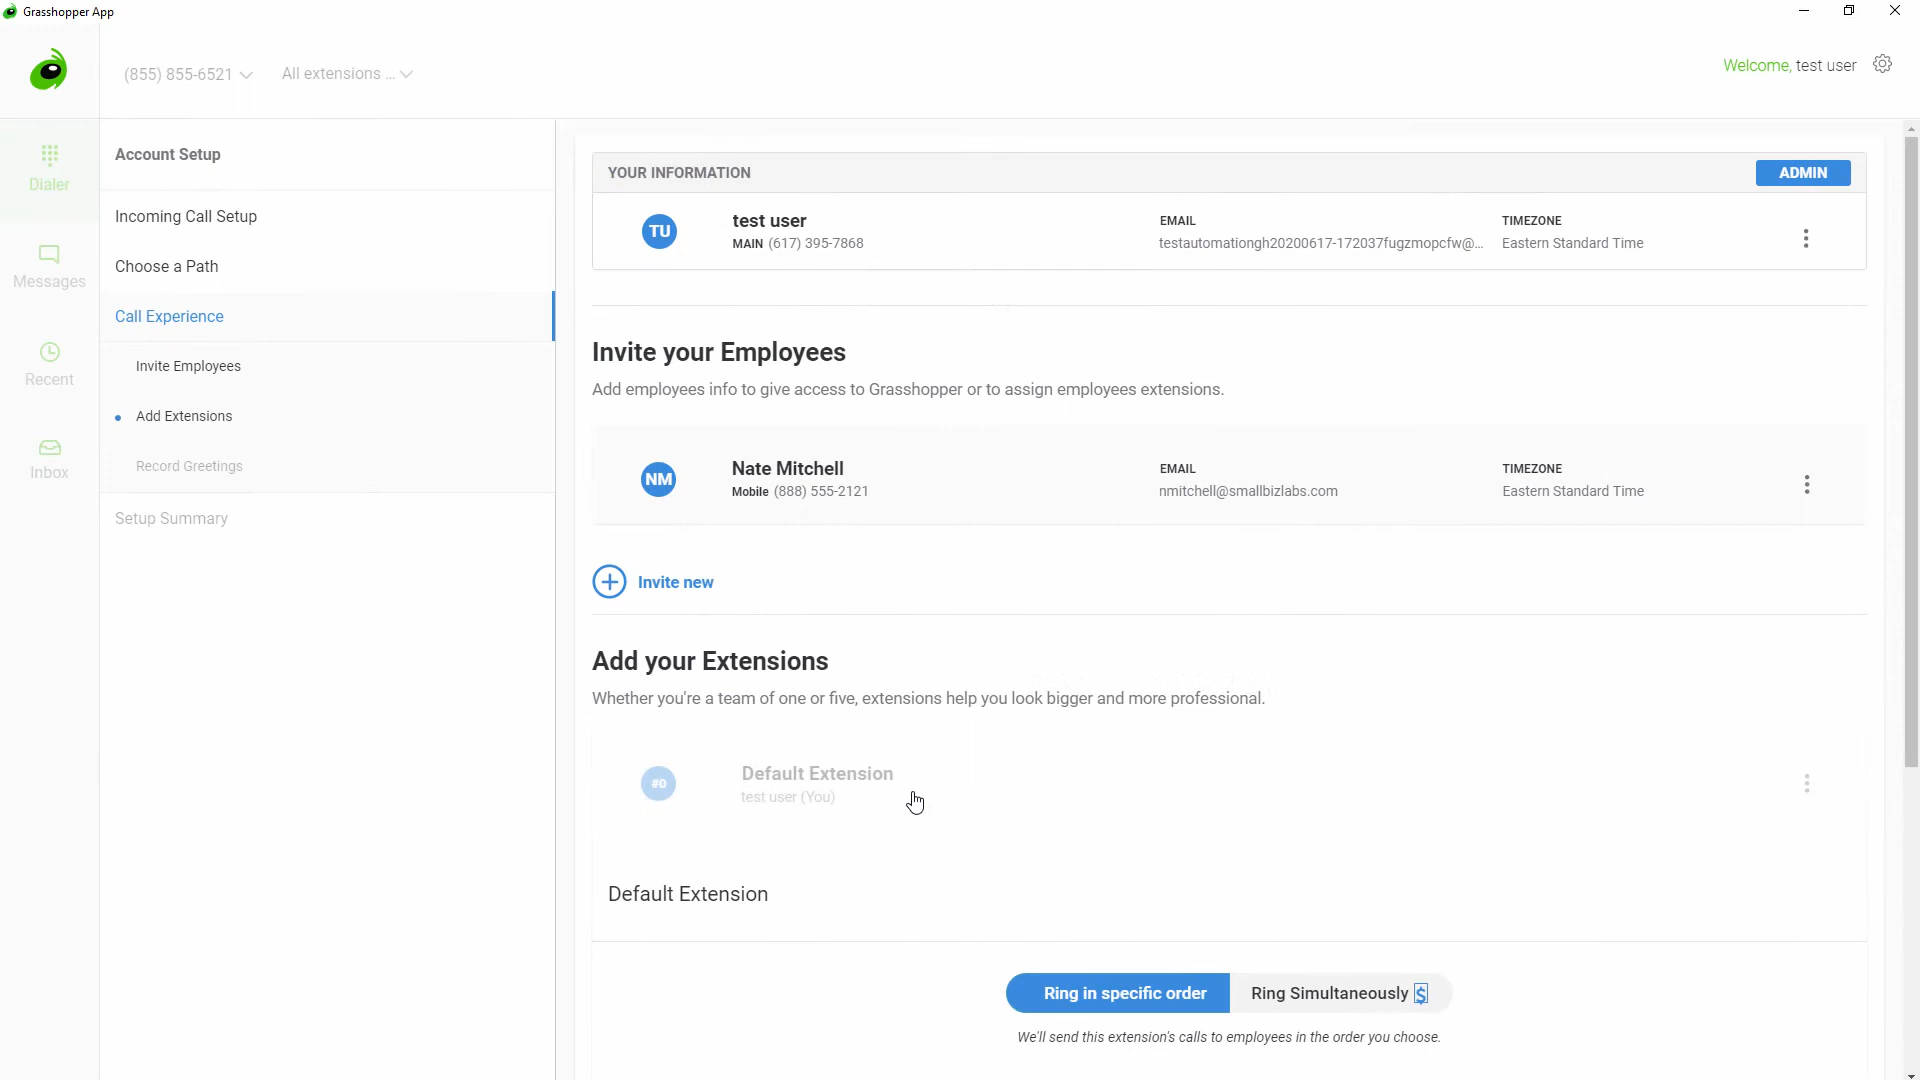 Grasshopper App
(855) 855-6521
All extensions ...
Welcome, test user
Dialer
Messages
Recent
Inbox
Account Setup
Incoming Call Setup
Choose a Path
Call Experience
Invite Employees
Add Extensions
Record Greetings
Setup Summary
YOUR INFORMATION
ADMIN
TU
test user
MAIN (617) 395-7868
EMAIL
testautomationgh20200617-172037fugzmopcfw@...
TIMEZONE
Eastern Standard Time
Invite your Employees
Add employees info to give access to Grasshopper or to assign employees extensions.
NM
Nate Mitchell
Mobile (888) 555-2121
EMAIL
nmitchell@smallbizlabs.com
TIMEZONE
Eastern Standard Time
Invite new
Add your Extensions
Whether you're a team of one or five, extensions help you look bigger and more professional.
#0
Default Extension
test user (You)
Default Extension
Ring in specific order
Ring Simultaneously $
We'll send this extension's calls to employees in the order you choose.